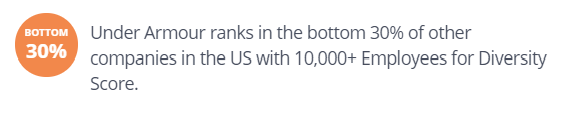 BOTTOM
30%
Under Armour ranks in the bottom 30% of other
companies in the US with 10,000+ Employees for Diversity
Score.